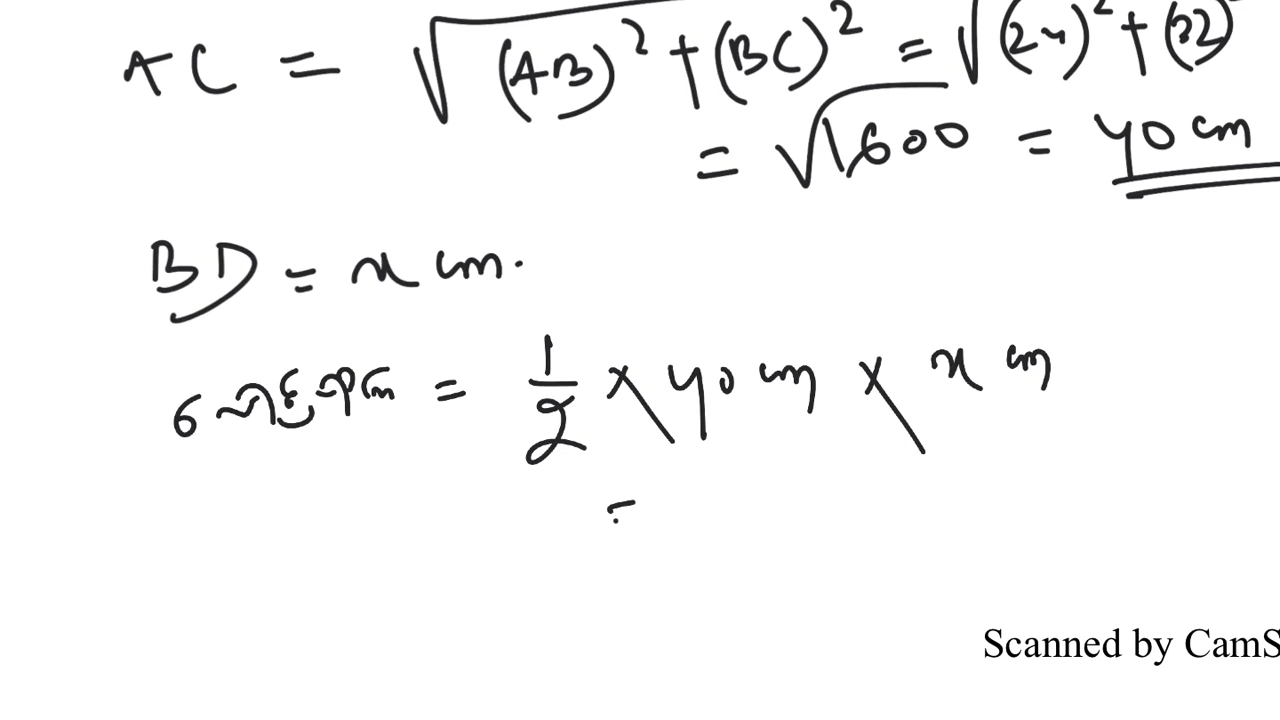 AC = √(AB)² + (BC)² = √(24)² + (32)
= √1600 = 40 cm
BD = x cm.
= 1/2 × 40 cm × x cm
=
Scanned by CamS